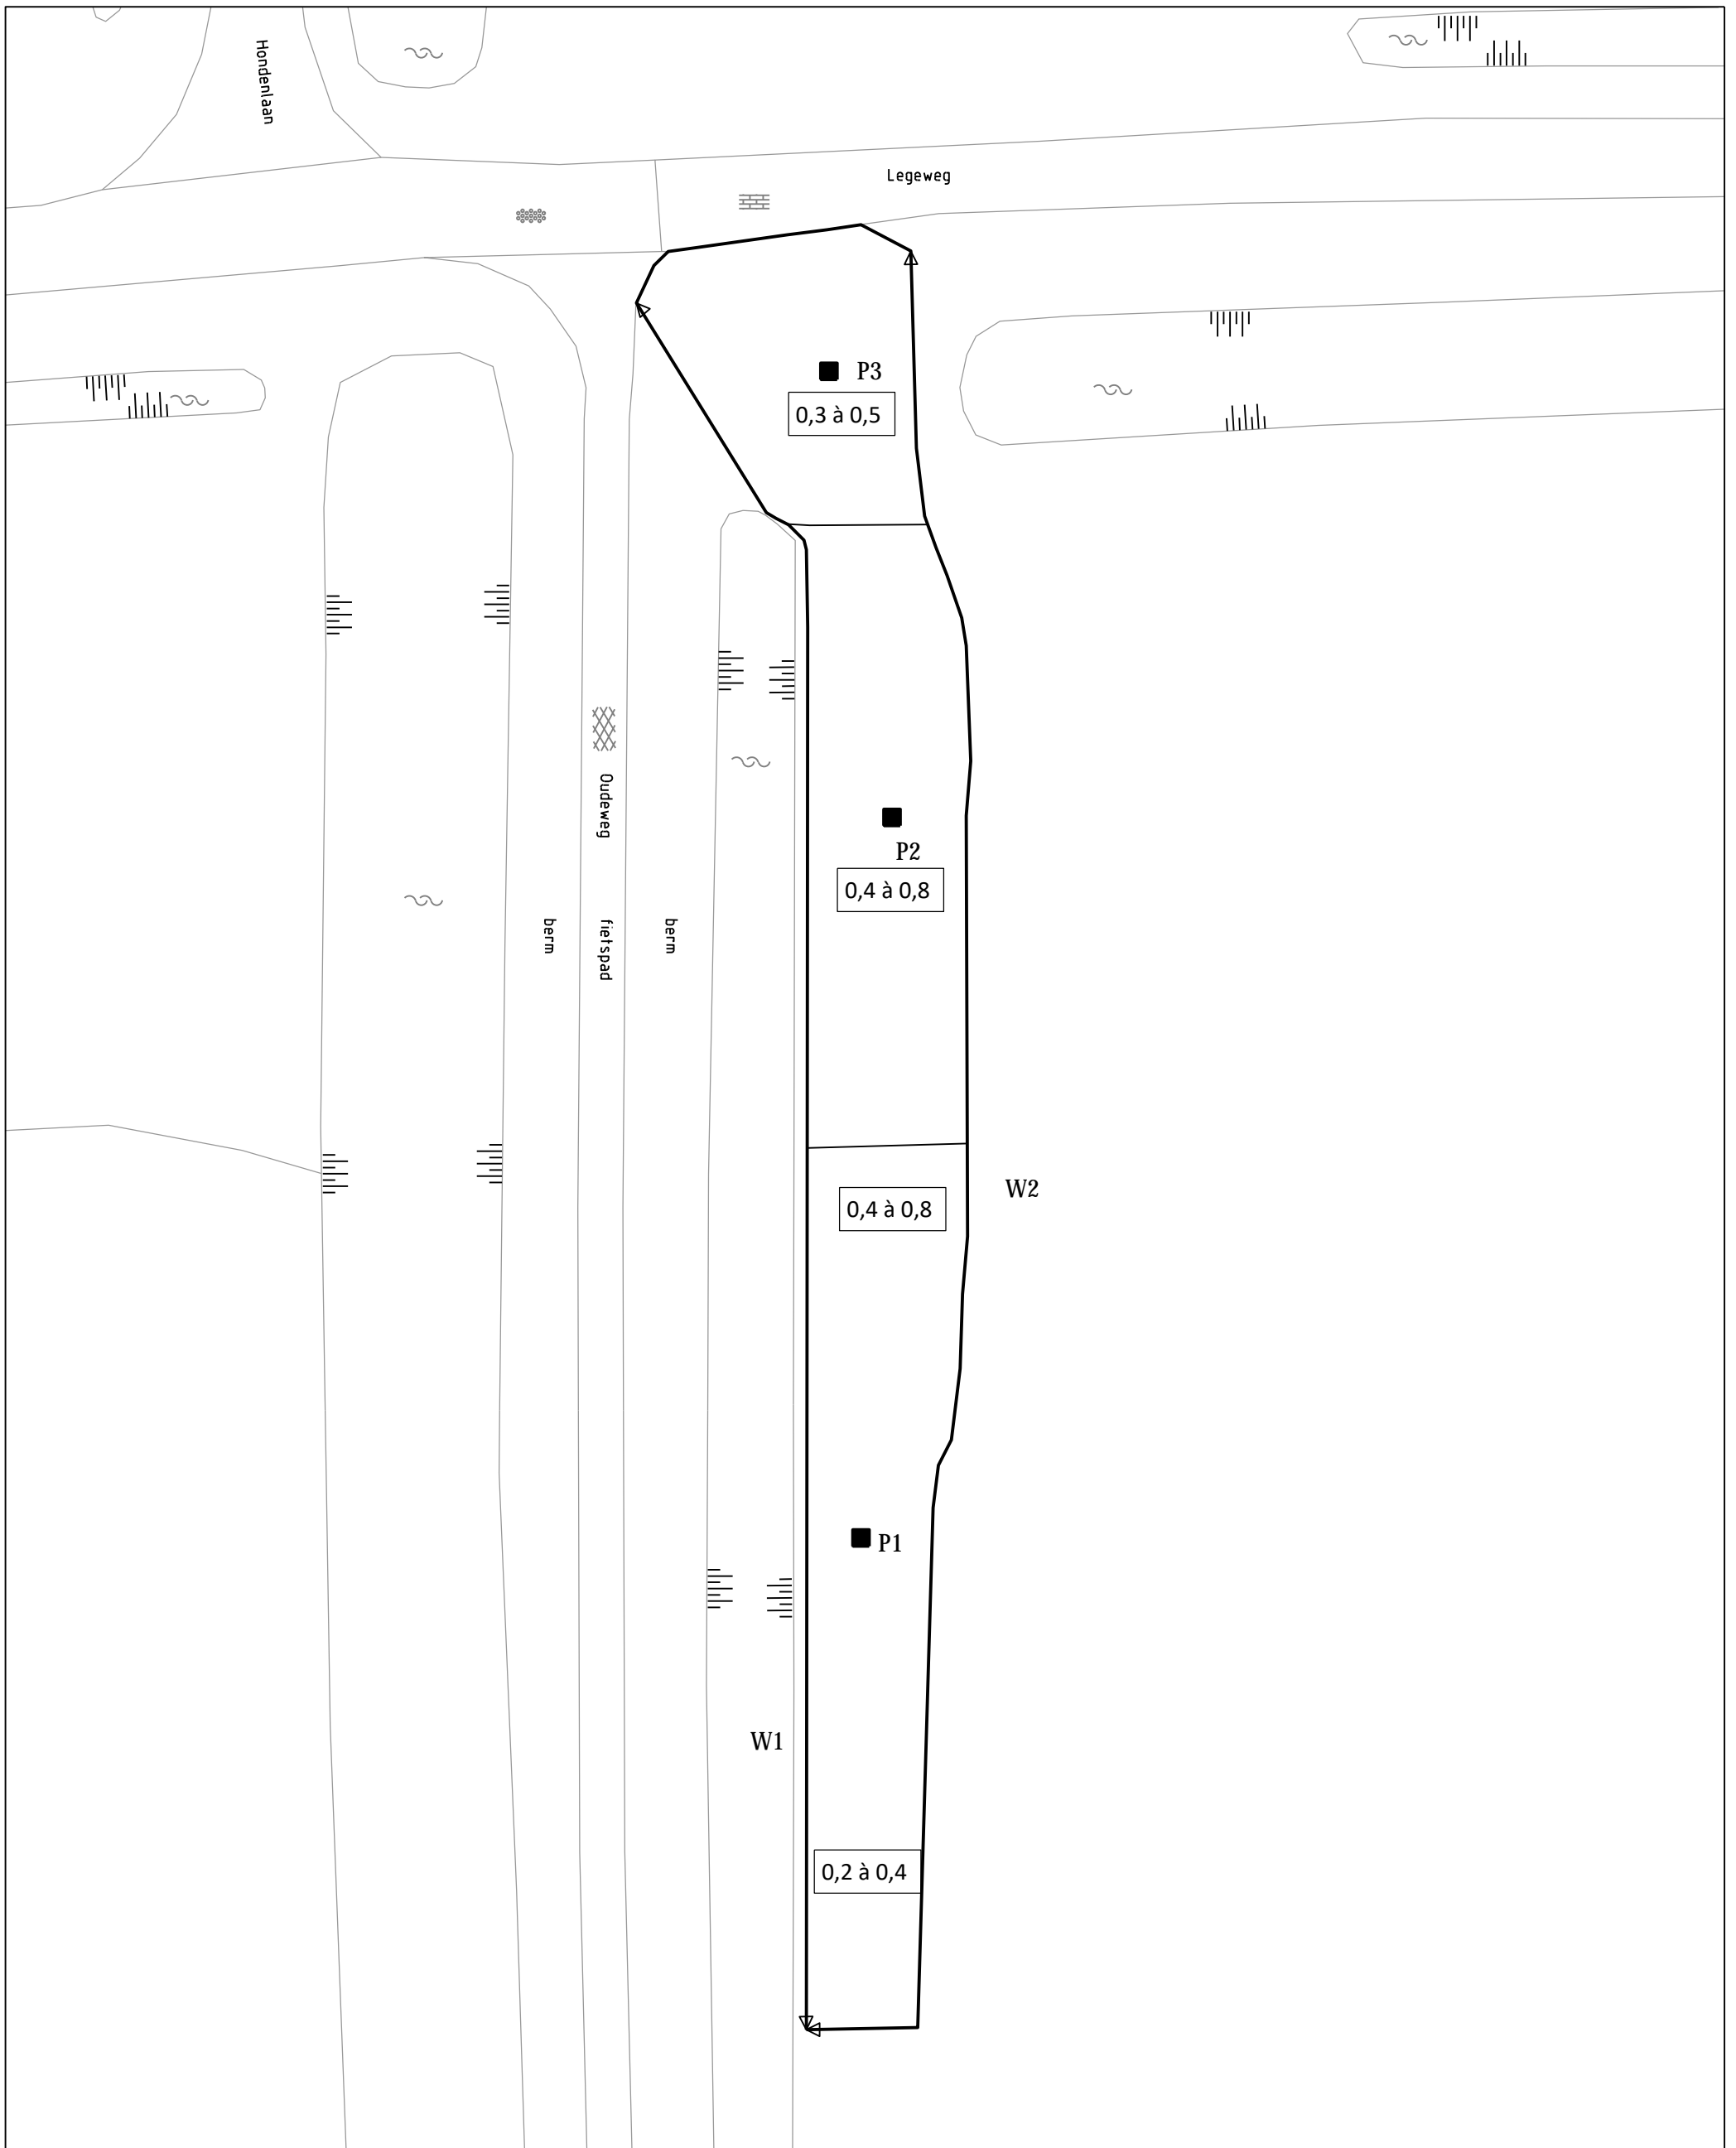 Hondenlaan
Legeweg
P3
0,3 à 0,5
Oudeweg
P2
0,4 à 0,8
berm
fietspad
berm
W2
0,4 à 0,8
P1
W1
0,2 à 0,4